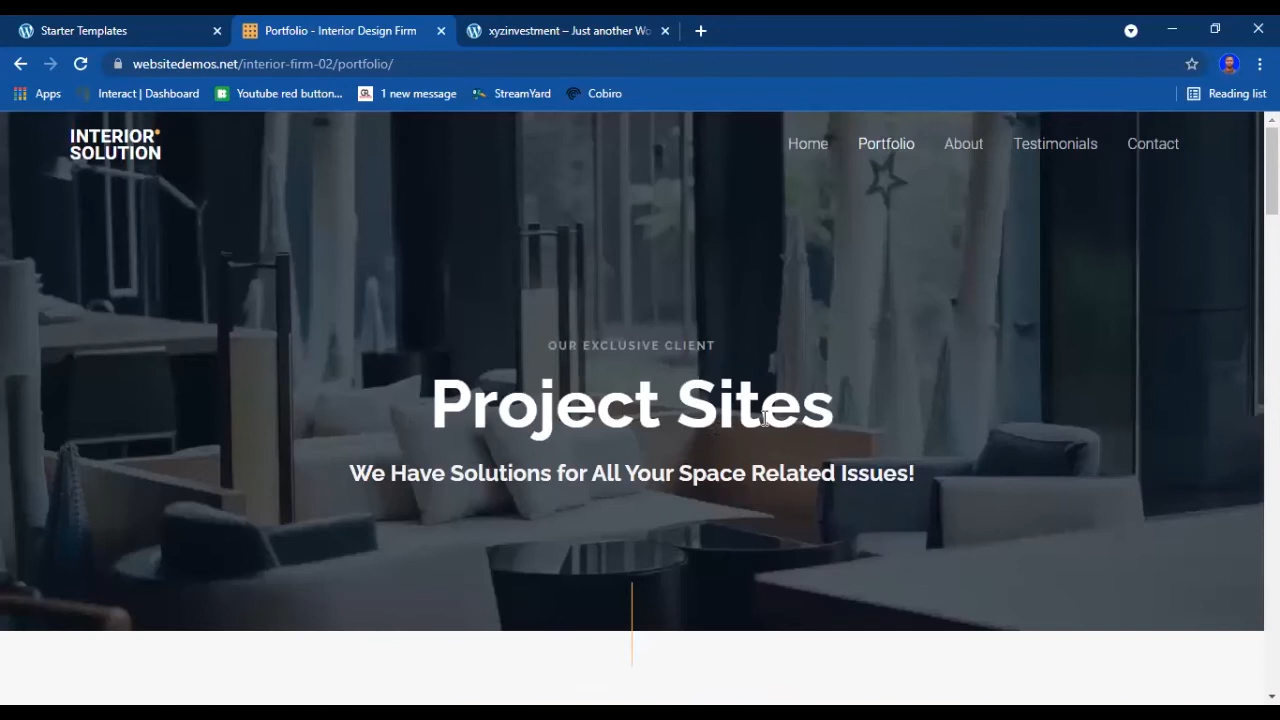 Starter Templates
Portfolio - Interior Design Firm
xyzinvestment – Just another Wo
websitedemos.net/interior-firm-02/portfolio/
Apps
Interact | Dashboard
Youtube red button...
1 new message
StreamYard
Cobiro
Reading list
INTERIOR
SOLUTION
Home
Portfolio
About
Testimonials
Contact
OUR EXCLUSIVE CLIENT
Project Sites
We Have Solutions for All Your Space Related Issues!